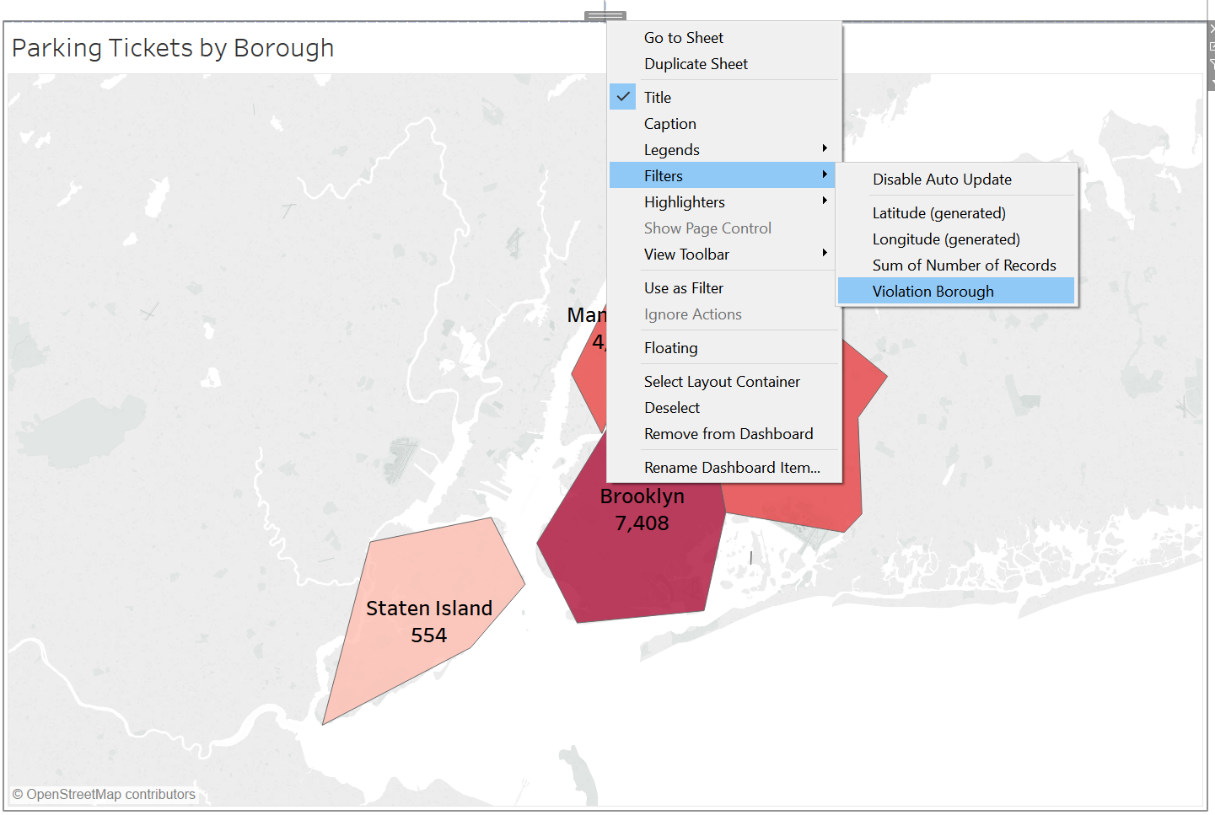 Parking Tickets by Borough
Go to Sheet
Duplicate Sheet
Title
Caption
Legends
Filters
Highlighters
Show Page Control
View Toolbar
Use as Filter
Ignore Actions
Floating
Select Layout Container
Deselect
Remove from Dashboard
Rename Dashboard Item...
Disable Auto Update
Latitude (generated)
Longitude (generated)
Sum of Number of Records
Violation Borough
Man
4,
Brooklyn
7,408
Staten Island
554
© OpenStreetMap contributors